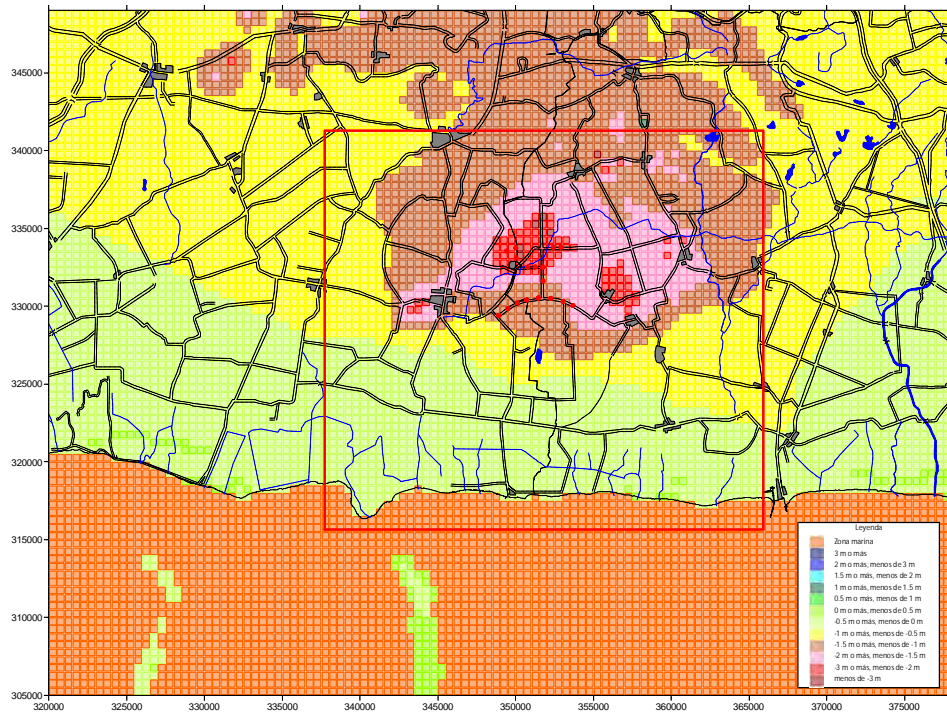 345000
340000
335000
330000
325000
320000
315000
310000
305000
320000 325000 330000 335000 340000 345000 350000 355000 360000 365000 370000 375000
Leyenda
Zona marina
3 m o más
2 m o más, menos de 3 m
1.5 m o más, menos de 2 m
1 m o más, menos de 1.5 m
0.5 m o más, menos de 1 m
0 m o más, menos de 0.5 m
-0.5 m o más, menos de 0 m
-1 m o más, menos de -0.5 m
-1.5 m o más, menos de -1 m
-2 m o más, menos de -1.5 m
-3 m o más, menos de -2 m
menos de -3 m